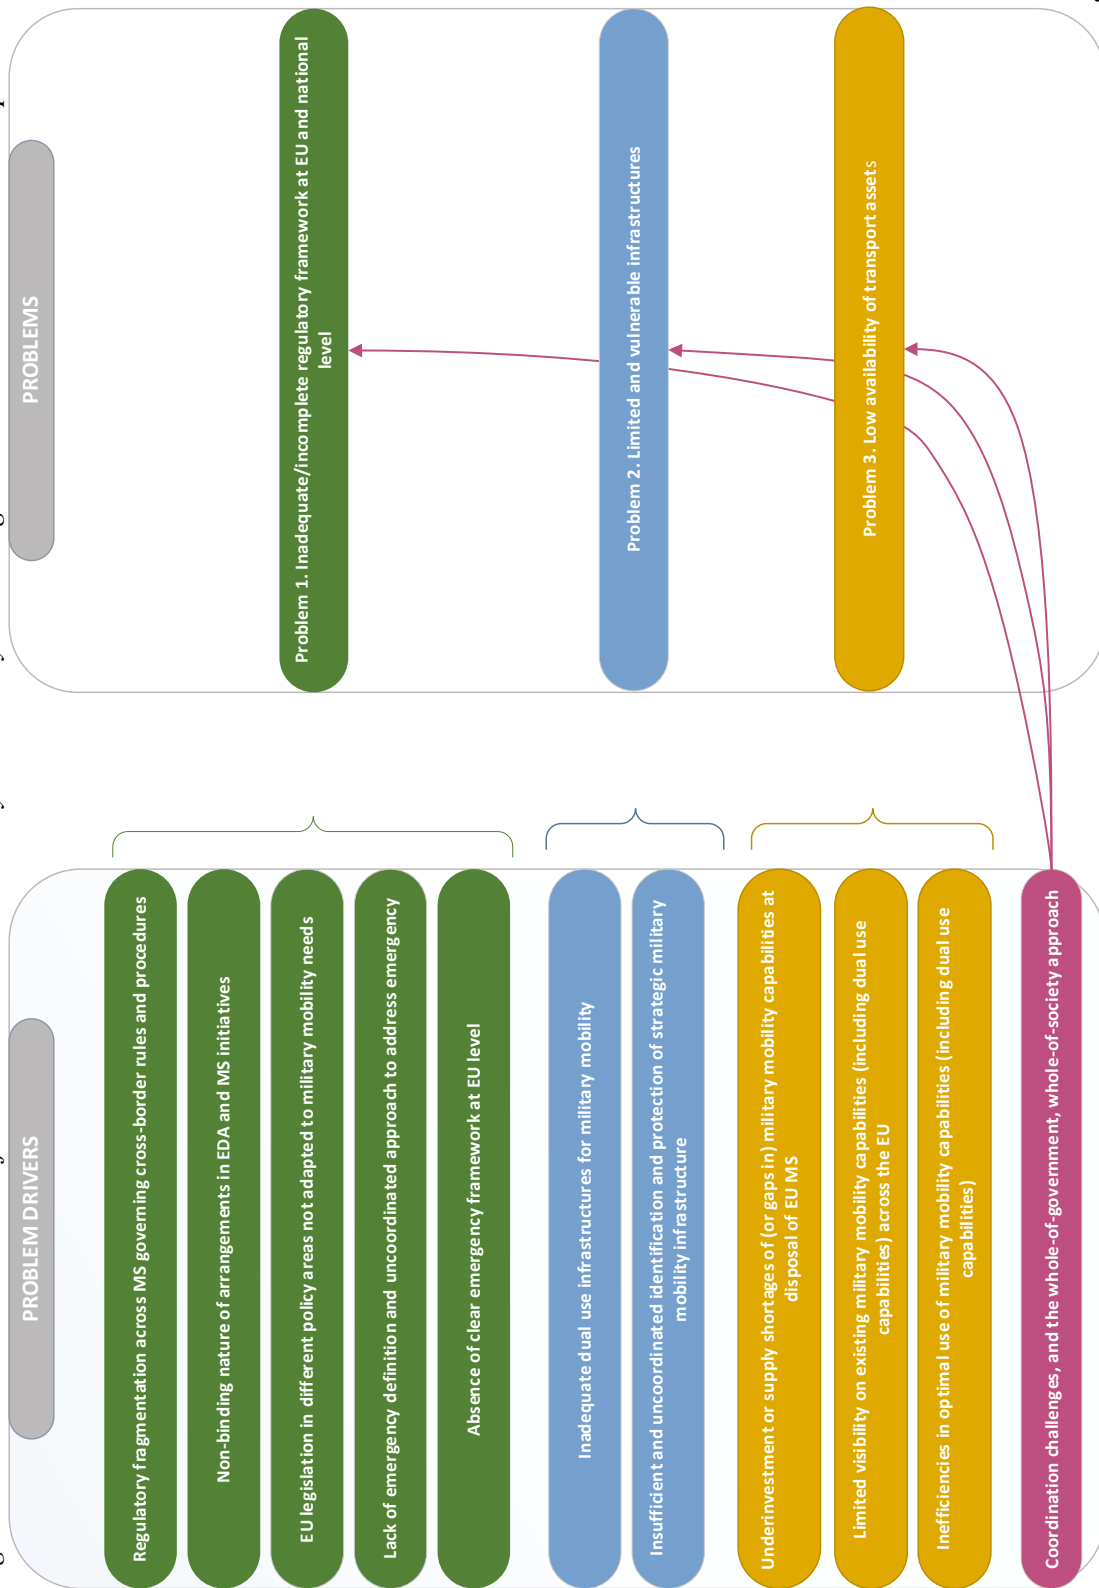 PROBLEM DRIVERS
Regulatory fragmentation across MS governing cross-border rules and procedures
Non-binding nature of arrangements in EDA and MS initiatives
EU legislation in different policy areas not adapted to military mobility needs
Lack of emergency definition and uncoordinated approach to address emergency
Absence of clear emergency framework at EU level
Inadequate dual use infrastructures for military mobility
Insufficient and uncoordinated identification and protection of strategic military
mobility infrastructure
Underinvestment or supply shortages of (or gaps in) military mobility capabilities at
disposal of EU MS
Limited visibility on existing military mobility capabilities (including dual use
capabilities) across the EU
Inefficiencies in optimal use of military mobility capabilities (including dual use
capabilities)
Coordination challenges, and the whole-of-government, whole-of-society approach
PROBLEMS
Problem 1. Inadequate/incomplete regulatory framework at EU and national
level
Problem 2. Limited and vulnerable infrastructures
Problem 3. Low availability of transport assets